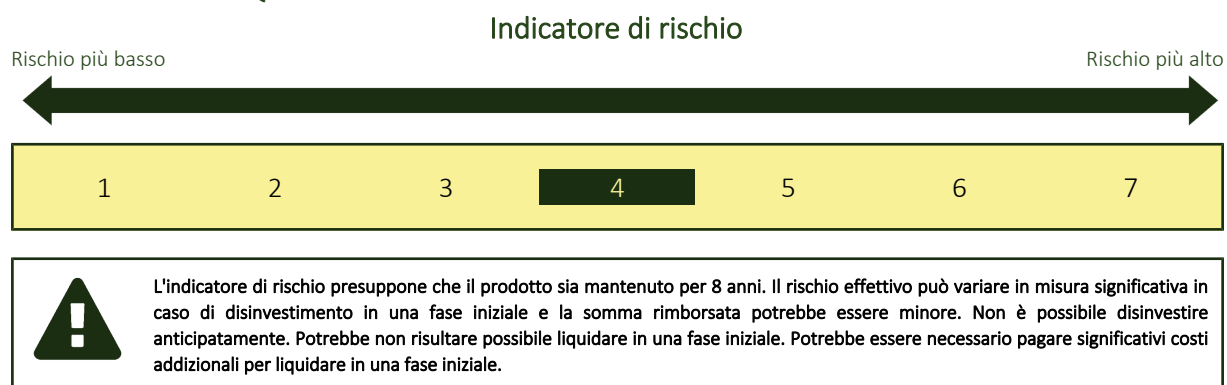 Indicatore di rischio
Rischio più basso
Rischio più alto
1 2 3 4 5 6 7
L'indicatore di rischio presuppone che il prodotto sia mantenuto per 8 anni. Il rischio effettivo può variare in misura significativa in
caso di disinvestimento in una fase iniziale e la somma rimborsata potrebbe essere minore. Non è possibile disinvestire
anticipatamente. Potrebbe non risultare possibile liquidare in una fase iniziale. Potrebbe essere necessario pagare significativi costi
addizionali per liquidare in una fase iniziale.